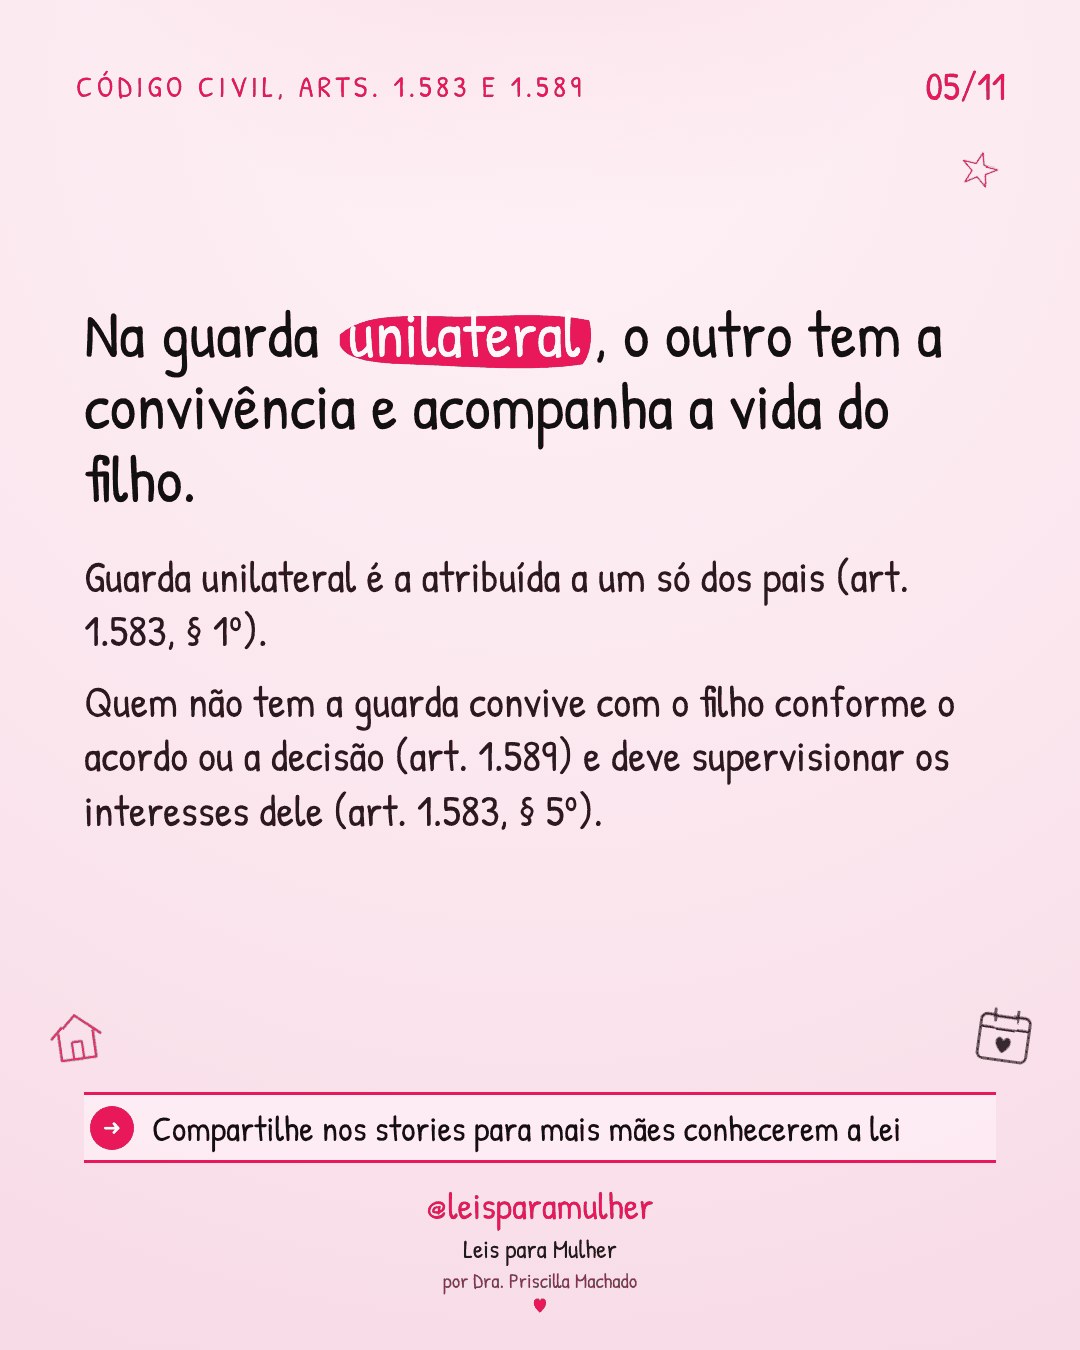 CÓDIGO CIVIL, ARTS. 1.583 E 1.589
05/11
Na guarda unilateral, o outro tem a
convivência e acompanha a vida do
filho.
Guarda unilateral é a atribuída a um só dos pais (art.
1.583, § 1º).
Quem não tem a guarda convive com o filho conforme o
acordo ou a decisão (art. 1.589) e deve supervisionar os
interesses dele (art. 1.583, § 5º).
Compartilhe nos stories para mais mães conhecerem a lei
@leisparamulher
Leis para Mulher
por Dra. Priscilla Machado